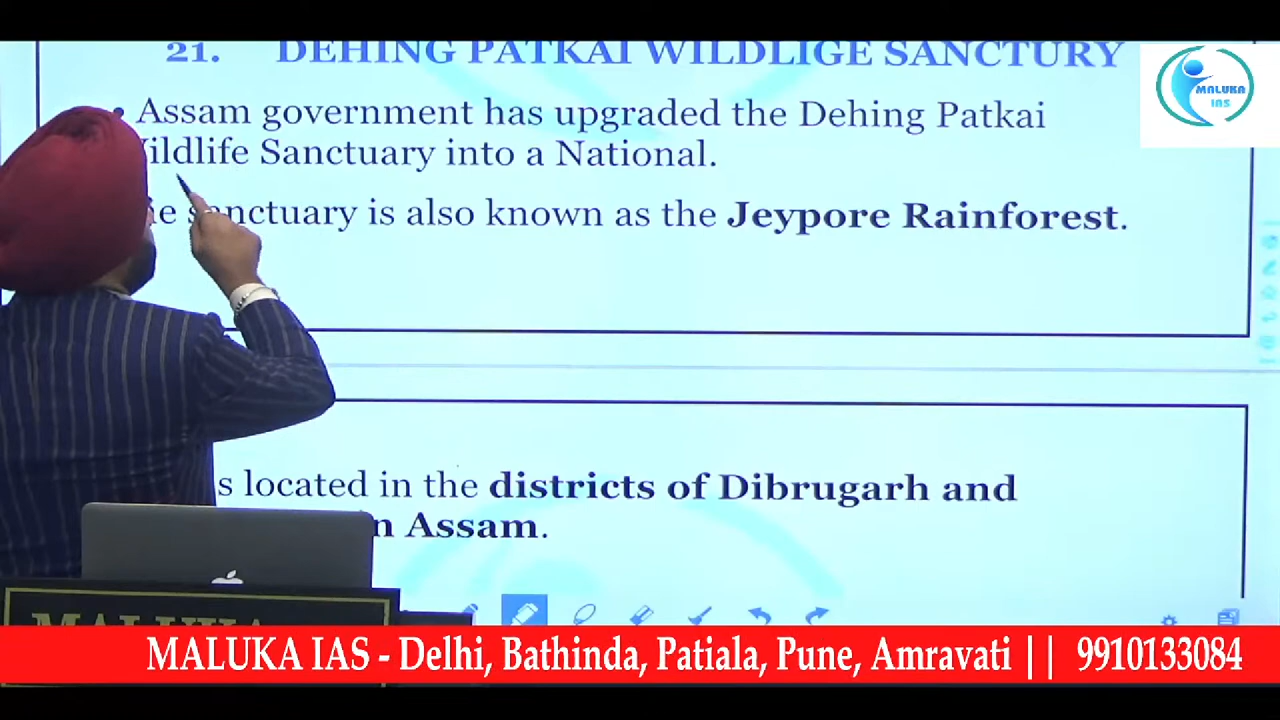 21. DEHING PATKAI WILDLIGE SANCTURY
MALUKA
IAS
• Assam government has upgraded the Dehing Patkai
ildlife Sanctuary into a National.
e sanctuary is also known as the Jeypore Rainforest.
s located in the districts of Dibrugarh and
n Assam.
MALUKA IAS - Delhi, Bathinda, Patiala, Pune, Amravati || 9910133084